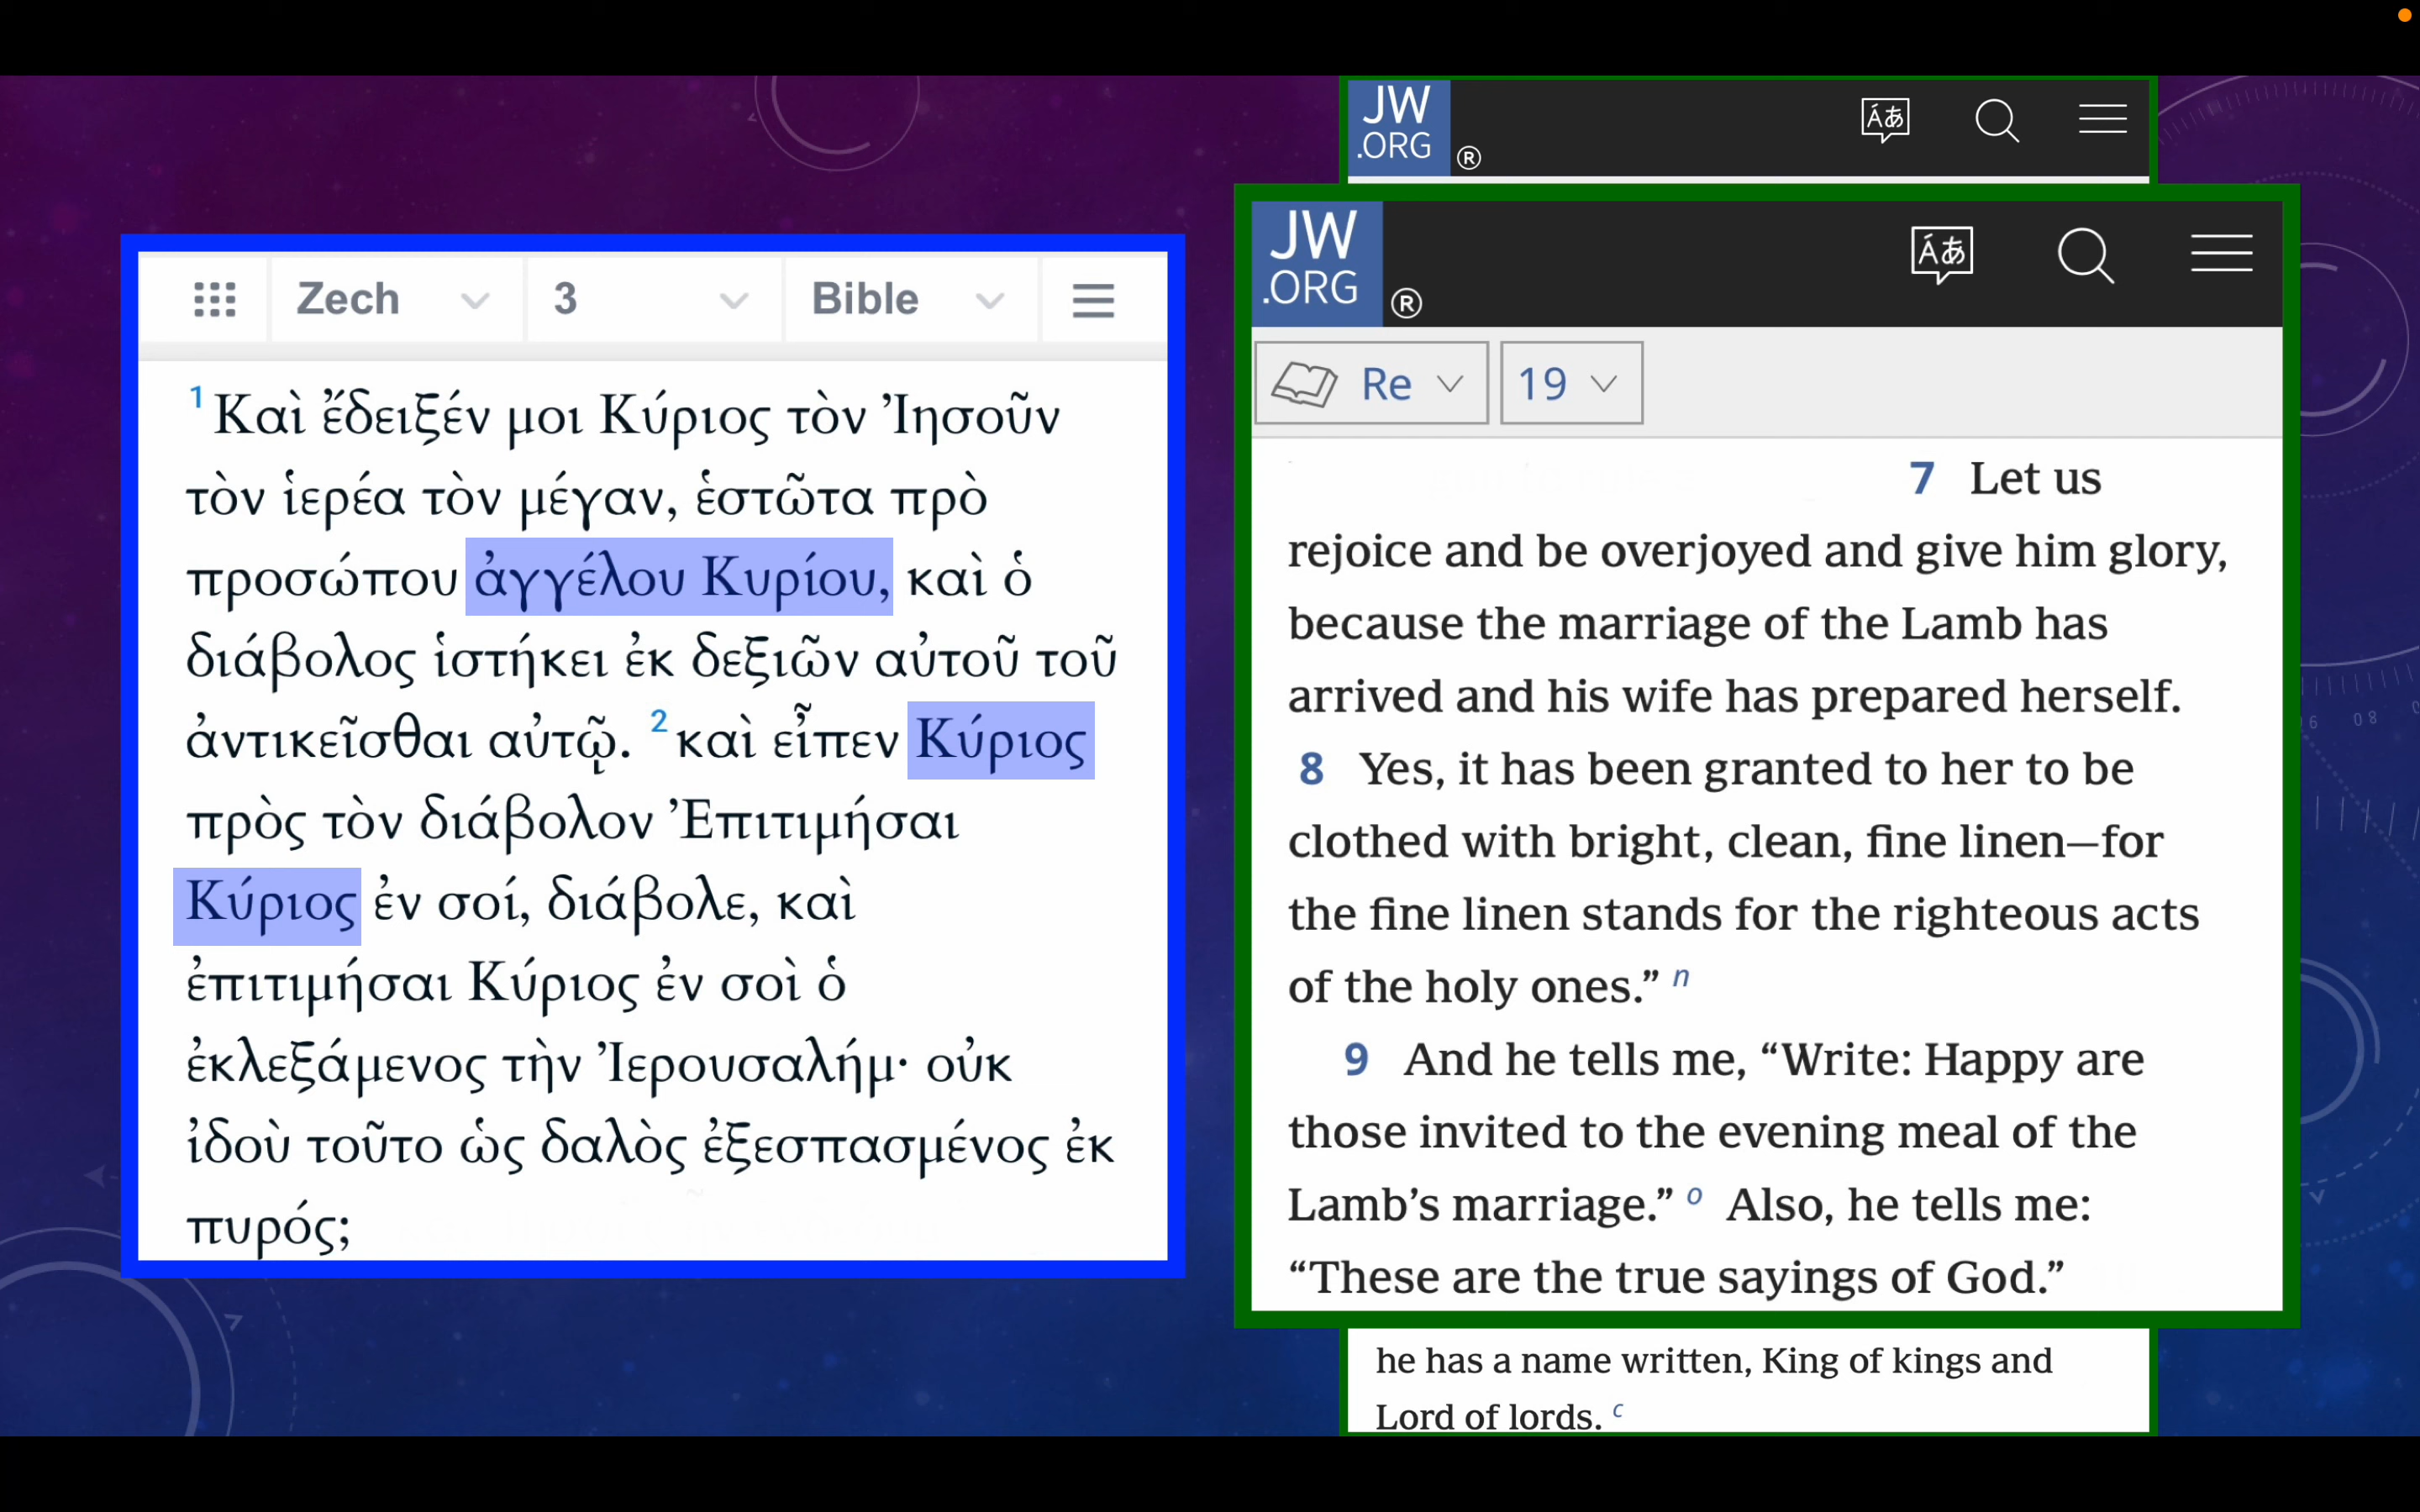 Zech 3 Bible
1 Καὶ ἔδειξέν μοι Κύριος τὸν Ἰησοῦν
τὸν ἱερέα τὸν μέγαν, ἑστῶτα πρὸ
προσώπου ἀγγέλου Κυρίου, καὶ ὁ
διάβολος ἱστήκει ἐκ δεξιῶν αὐτοῦ τοῦ
ἀντικεῖσθαι αὐτῷ. 2 καὶ εἶπεν Κύριος
πρὸς τὸν διάβολον Ἐπιτιμήσαι
Κύριος ἐν σοί, διάβολε, καὶ
ἐπιτιμήσαι Κύριος ἐν σοὶ ὁ
ἐκλεξάμενος τὴν Ἰερουσαλήμ· οὐκ
ἰδοὺ τοῦτο ὡς δαλὸς ἐξεσπασμένος ἐκ
πυρός;
JW
.ORG ®
Áあ
JW
.ORG ®
Áあ
Re 19
7 Let us
rejoice and be overjoyed and give him glory,
because the marriage of the Lamb has
arrived and his wife has prepared herself.
8 Yes, it has been granted to her to be
clothed with bright, clean, fine linen—for
the fine linen stands for the righteous acts
of the holy ones.” n
9 And he tells me, “Write: Happy are
those invited to the evening meal of the
Lamb’s marriage.” o Also, he tells me:
“These are the true sayings of God.”
he has a name written, King of kings and
Lord of lords. c